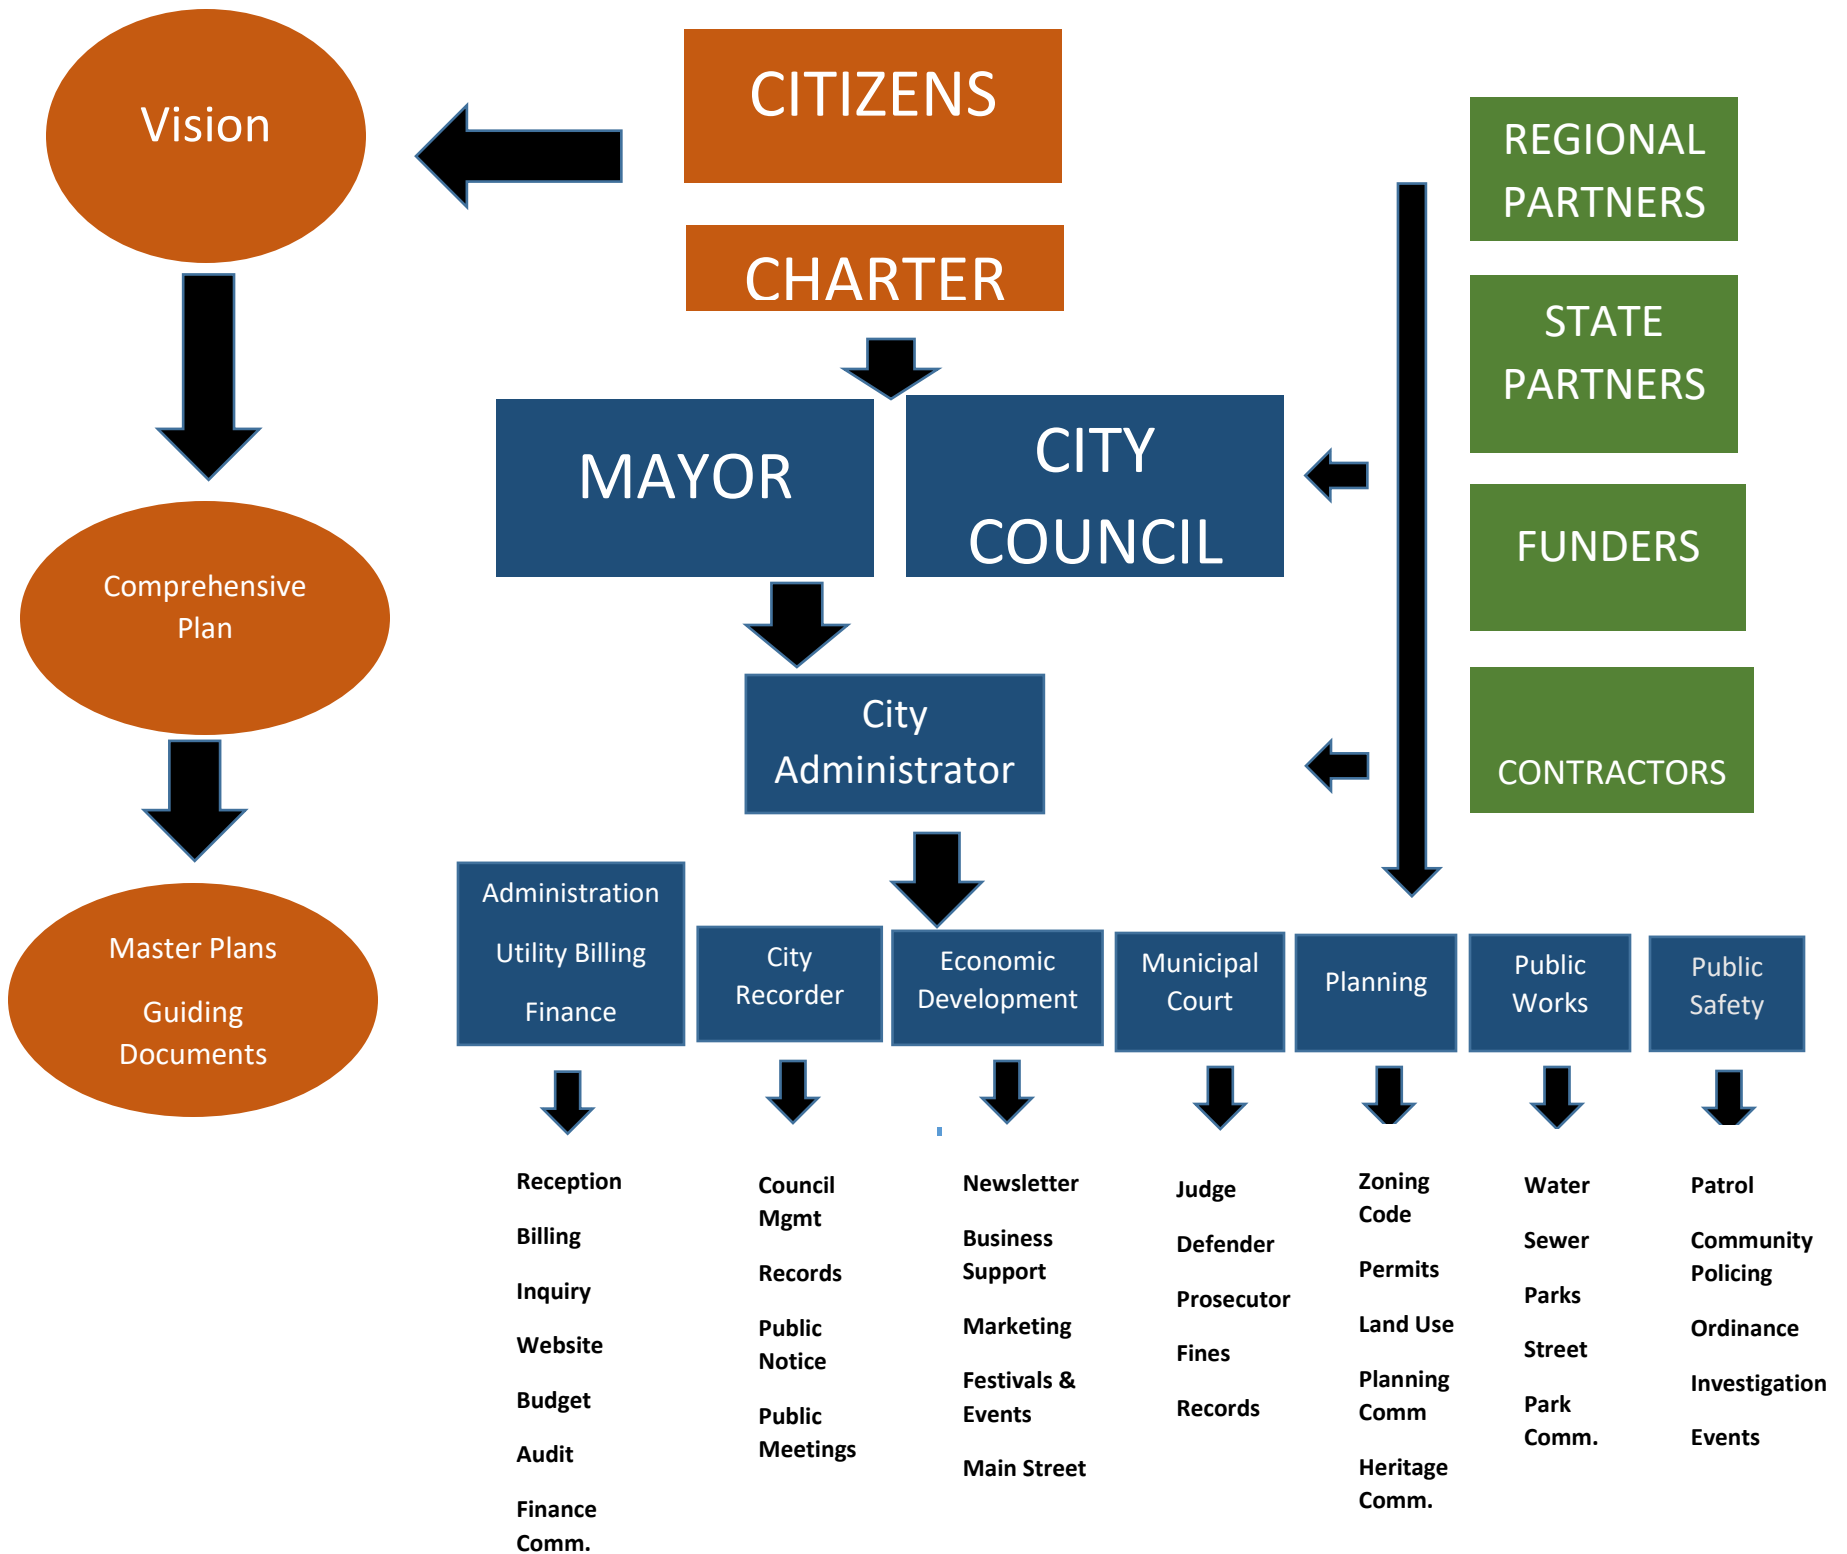 Vision
CITIZENS
CHARTER
REGIONAL
PARTNERS
STATE
PARTNERS
FUNDERS
CONTRACTORS
MAYOR
CITY
COUNCIL
Comprehensive
Plan
City
Administrator
Master Plans
Guiding
Documents
Administration
Utility Billing
Finance
City
Recorder
Economic
Development
Municipal
Court
Planning
Public
Works
Public
Safety
Reception
Billing
Inquiry
Website
Budget
Audit
Finance
Comm.
Council
Mgmt
Records
Public
Notice
Public
Meetings
Newsletter
Business
Support
Marketing
Festivals &
Events
Main Street
Judge
Defender
Prosecutor
Fines
Records
Zoning
Code
Permits
Land Use
Planning
Comm
Heritage
Comm.
Water
Sewer
Parks
Street
Park
Comm.
Patrol
Community
Policing
Ordinance
Investigation
Events